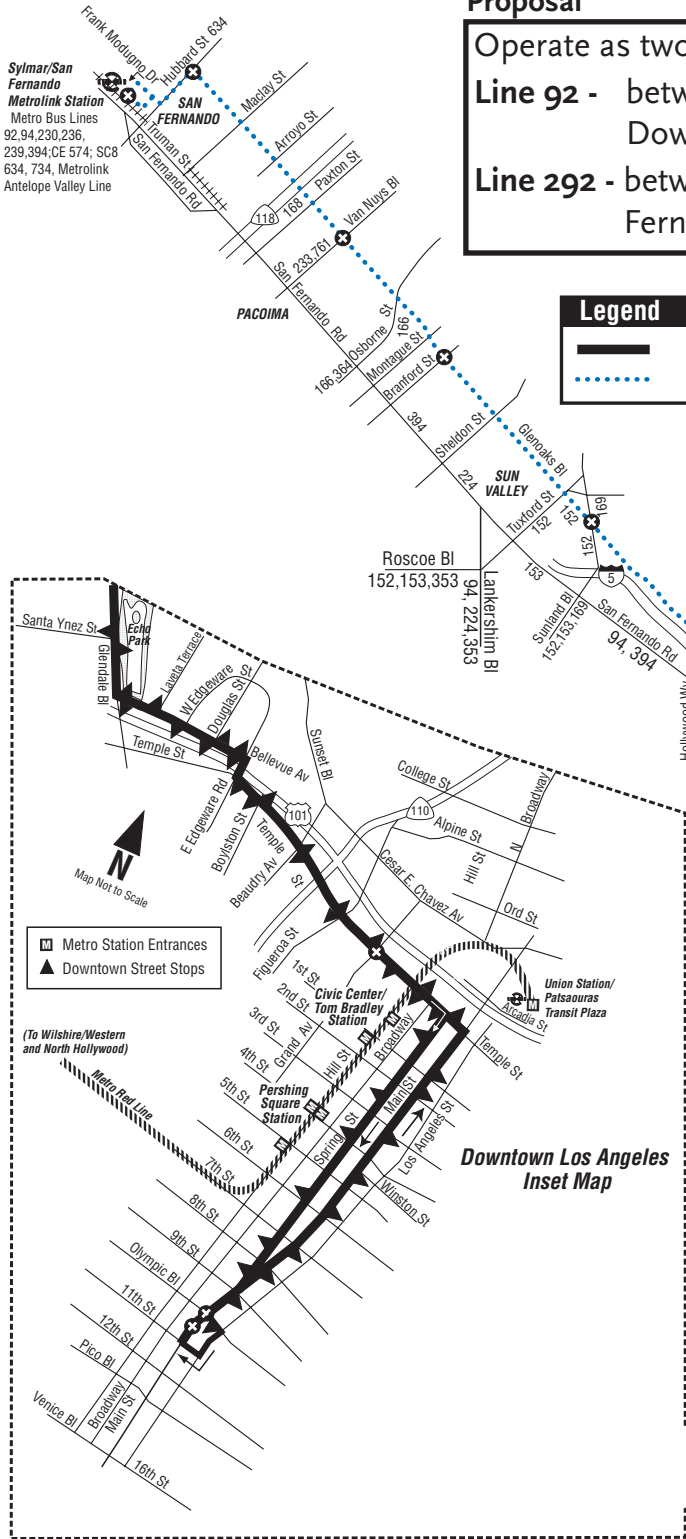 Proposal
Operate as two
Line 92 - betw
Dow
Line 292 - betw
Fern
Legend
Frank Modugno Dr
Hubbard St 634
Sylmar/San
Fernando
Metrolink Station
Metro Bus Lines
92,94,230,236,
239,394;CE 574; SC8
634, 734, Metrolink
Antelope Valley Line
SAN
FERNANDO
Maclay St
Truman St
San Fernando Rd
Arroyo St
Paxton St
168
118
Van Nuys Bl
233,761
San Fernando Rd
PACOIMA
Osborne St
166
166,364
Montague St
Branford St
394
Sheldon St
224
SUN
VALLEY
Glenoaks Bl
Tuxford St
152
152
169
152
Roscoe Bl
152,153,353
Lankershim Bl
94, 224,353
153
5
Sunland Bl
152,153,169
San Fernando Rd
94, 394
Santa Ynez St
Echo
Park
Glendale Bl
Laveta Terrace
W Edgeware
St
Douglas St
Temple St
Bellevue Av
E Edgeware Rd
Boylston St
Beaudry Av
Temple
St
Sunset Bl
101
110
College St
Alpine St
Hill St
N Broadway
Cesar E. Chavez Av
Ord St
N
Map Not to Scale
M Metro Station Entrances
Downtown Street Stops
Figueroa St
1st St
2nd St
3rd St
4th St
5th St
6th St
7th St
8th St
9th St
Olympic Bl
11th St
12th St
Pico Bl
Venice Bl
16th St
Civic Center/
Tom Bradley
Station
Grand Av
Hill St
Broadway
Spring St
Main St
Los Angeles St
Winston St
Temple St
Arcadia St
Union Station/
Patsaouras
Transit Plaza
M
(To Wilshire/Western
and North Hollywood)
Metro Red Line
Pershing
Square
Station
Broadway
Main St
Downtown Los Angeles
Inset Map